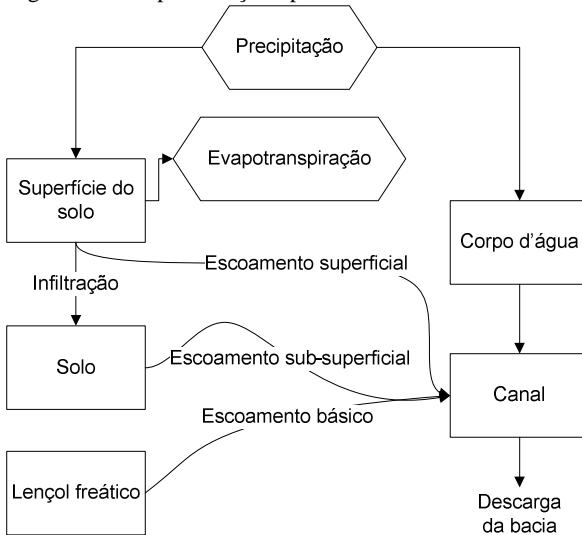 Precipitação
Evapotranspiração
Superfície do
solo
Corpo d'água
Escoamento superficial
Infiltração
Solo
Escoamento sub-superficial
Canal
Escoamento básico
Lençol freático
Descarga
da bacia